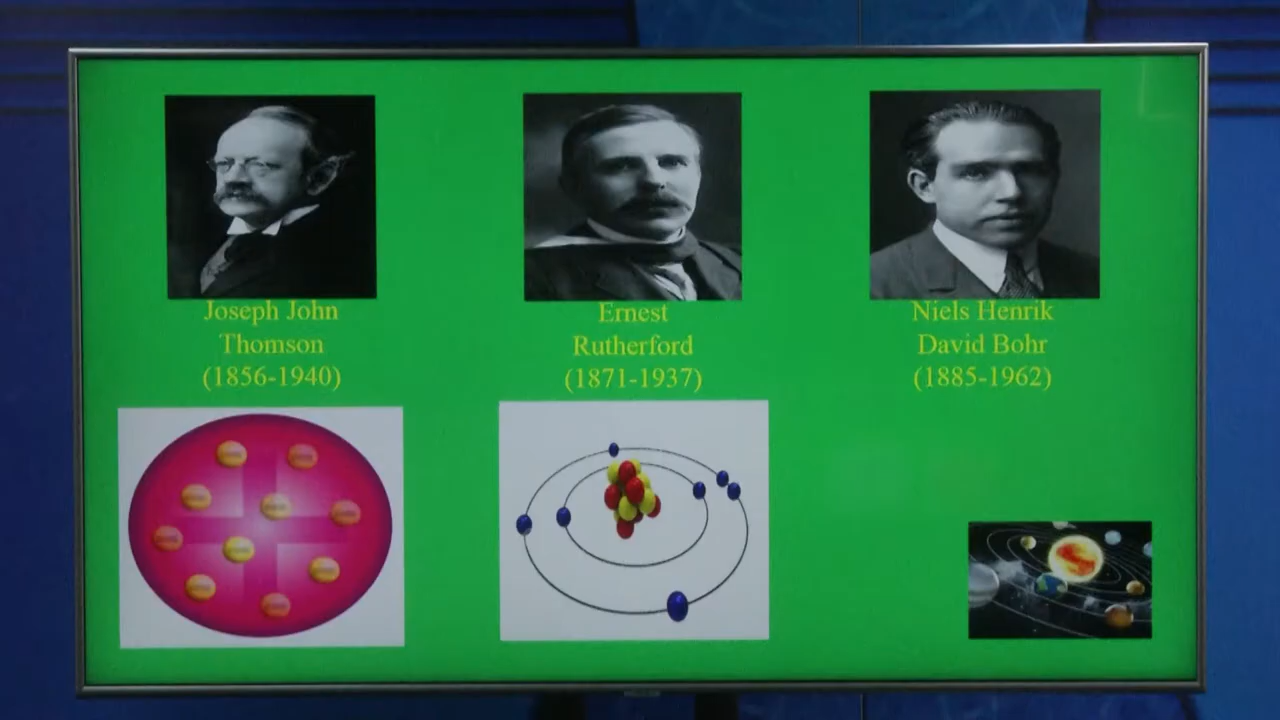 Joseph John
Thomson
(1856-1940)
Ernest
Rutherford
(1871-1937)
Niels Henrik
David Bohr
(1885-1962)